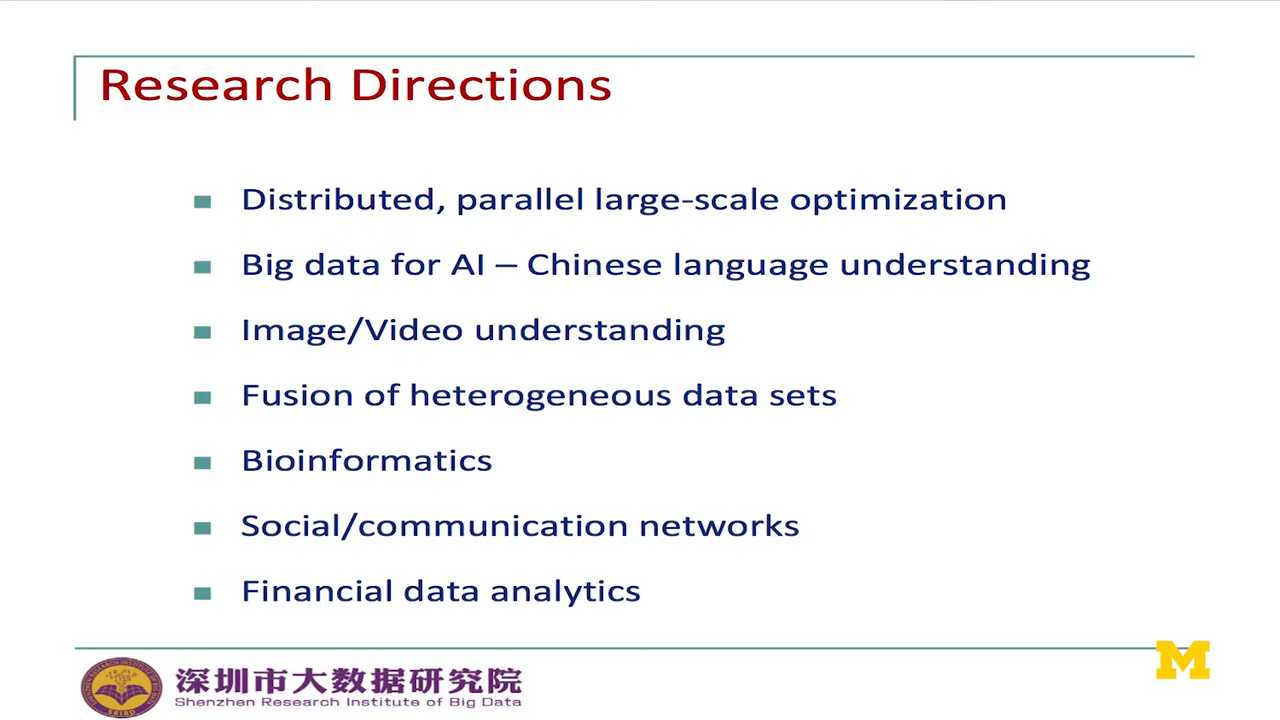 Research Directions
Distributed, parallel large-scale optimization
Big data for AI – Chinese language understanding
Image/Video understanding
Fusion of heterogeneous data sets
Bioinformatics
Social/communication networks
Financial data analytics
深圳市大数据研究院
Shenzhen Research Institute of Big Data
SRIBD
M